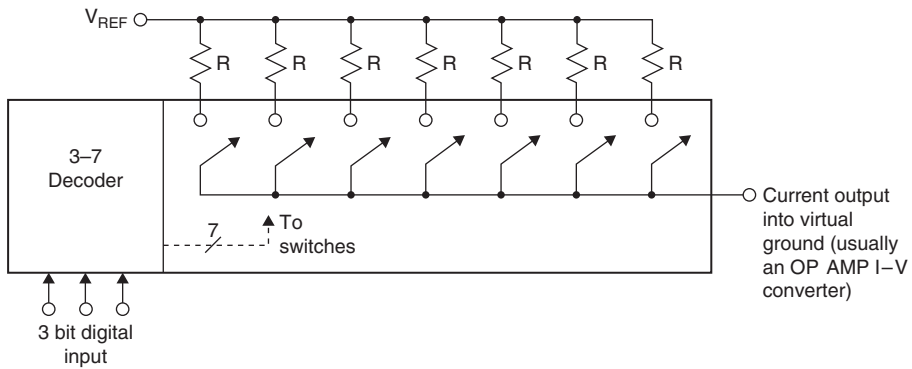 V_REF
R R R R R R R
3–7
Decoder
7
To
switches
Current output
into virtual
ground (usually
an OP AMP I–V
converter)
3 bit digital
input